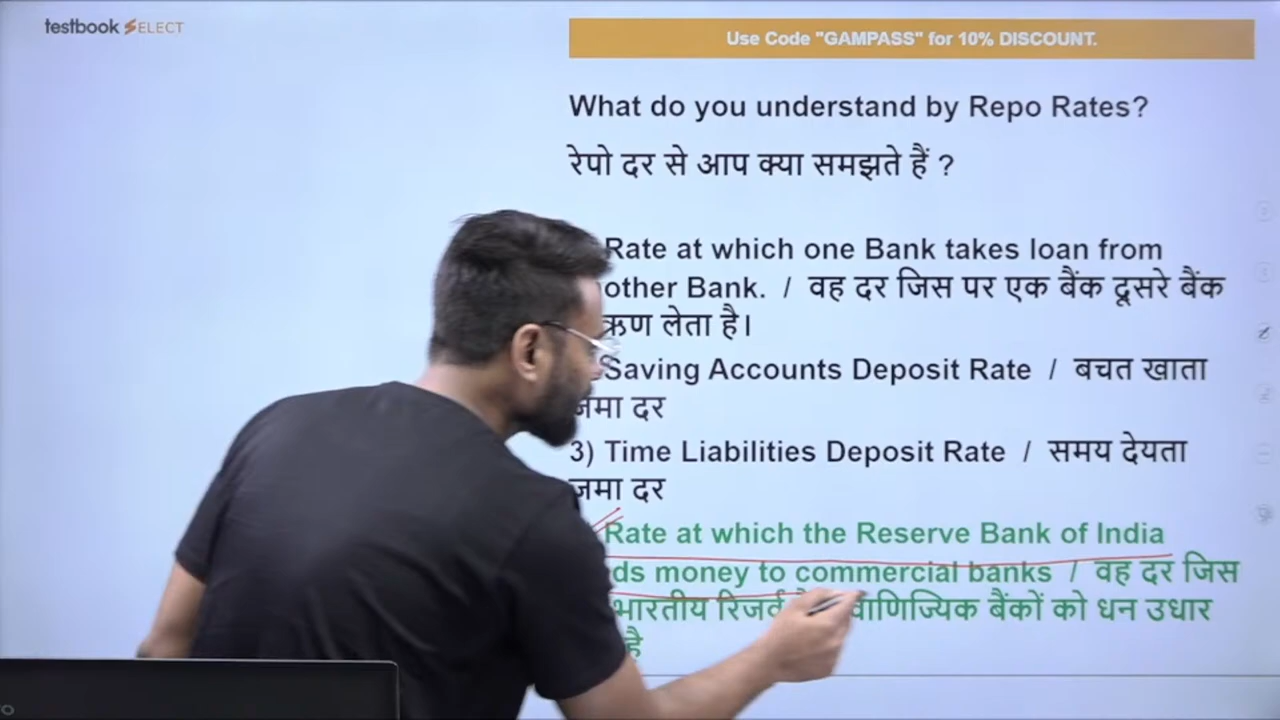 testbook SELECT
Use Code "GAMPASS" for 10% DISCOUNT.
What do you understand by Repo Rates?
रेपो दर से आप क्या समझते हैं ?
Rate at which one Bank takes loan from
other Bank. / वह दर जिस पर एक बैंक दूसरे बैंक
ऋण लेता है।
Saving Accounts Deposit Rate / बचत खाता
जमा दर
3) Time Liabilities Deposit Rate / समय देयता
जमा दर
Rate at which the Reserve Bank of India
ds money to commercial banks / वह दर जिस
भारतीय रिजर्व वाणिज्यिक बैंकों को धन उधार
है